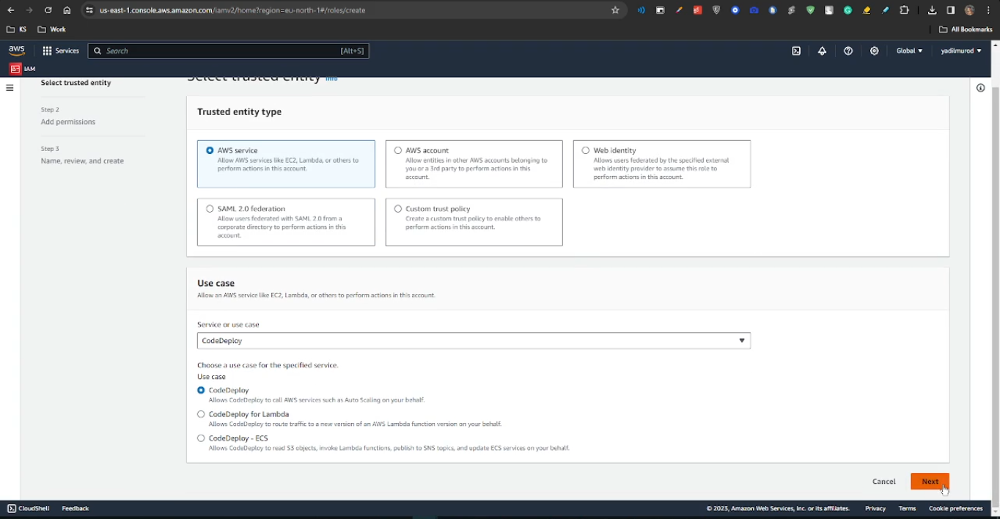 us-east-1.console.aws.amazon.com/iamv2/home?region=eu-north-1#/roles/create
KS
Work
All Bookmarks
aws
Services
Search
[Alt+S]
Global
yadilmurod
IAM
Select trusted entity
Info
Select trusted entity
Step 2
Add permissions
Step 3
Name, review, and create
Trusted entity type
AWS service
Allow AWS services like EC2, Lambda, or others to
perform actions in this account.
AWS account
Allow entities in other AWS accounts belonging to
you or a 3rd party to perform actions in this
account.
Web identity
Allows users federated by the specified external
web identity provider to assume this role to
perform actions in this account.
SAML 2.0 federation
Allow users federated with SAML 2.0 from a
corporate directory to perform actions in this
account.
Custom trust policy
Create a custom trust policy to enable others to
perform actions in this account.
Use case
Allow an AWS service like EC2, Lambda, or others to perform actions in this account.
Service or use case
CodeDeploy
Choose a use case for the specified service.
Use case
CodeDeploy
Allows CodeDeploy to call AWS services such as Auto Scaling on your behalf.
CodeDeploy for Lambda
Allows CodeDeploy to route traffic to a new version of an AWS Lambda function version on your behalf.
CodeDeploy - ECS
Allows CodeDeploy to read S3 objects, invoke Lambda functions, publish to SNS topics, and update ECS services on your behalf.
Cancel
Next
CloudShell
Feedback
© 2023, Amazon Web Services, Inc. or its affiliates.
Privacy
Terms
Cookie preferences